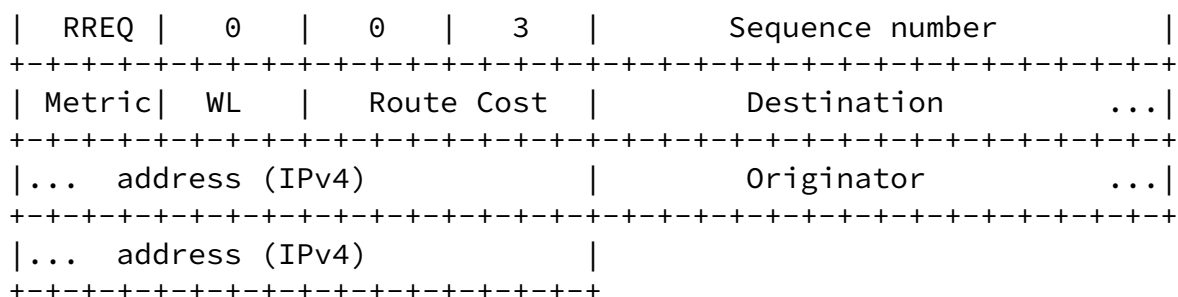 |  RREQ |   0   |   0   |   3   |       Sequence number         |
+-+-+-+-+-+-+-+-+-+-+-+-+-+-+-+-+-+-+-+-+-+-+-+-+-+-+-+-+-+-+-+-+
| Metric|  WL   |   Route Cost  |        Destination         ...|
+-+-+-+-+-+-+-+-+-+-+-+-+-+-+-+-+-+-+-+-+-+-+-+-+-+-+-+-+-+-+-+-+
|...  address (IPv4)            |        Originator          ...|
+-+-+-+-+-+-+-+-+-+-+-+-+-+-+-+-+-+-+-+-+-+-+-+-+-+-+-+-+-+-+-+-+
|...  address (IPv4)            |
+-+-+-+-+-+-+-+-+-+-+-+-+-+-+-+-+